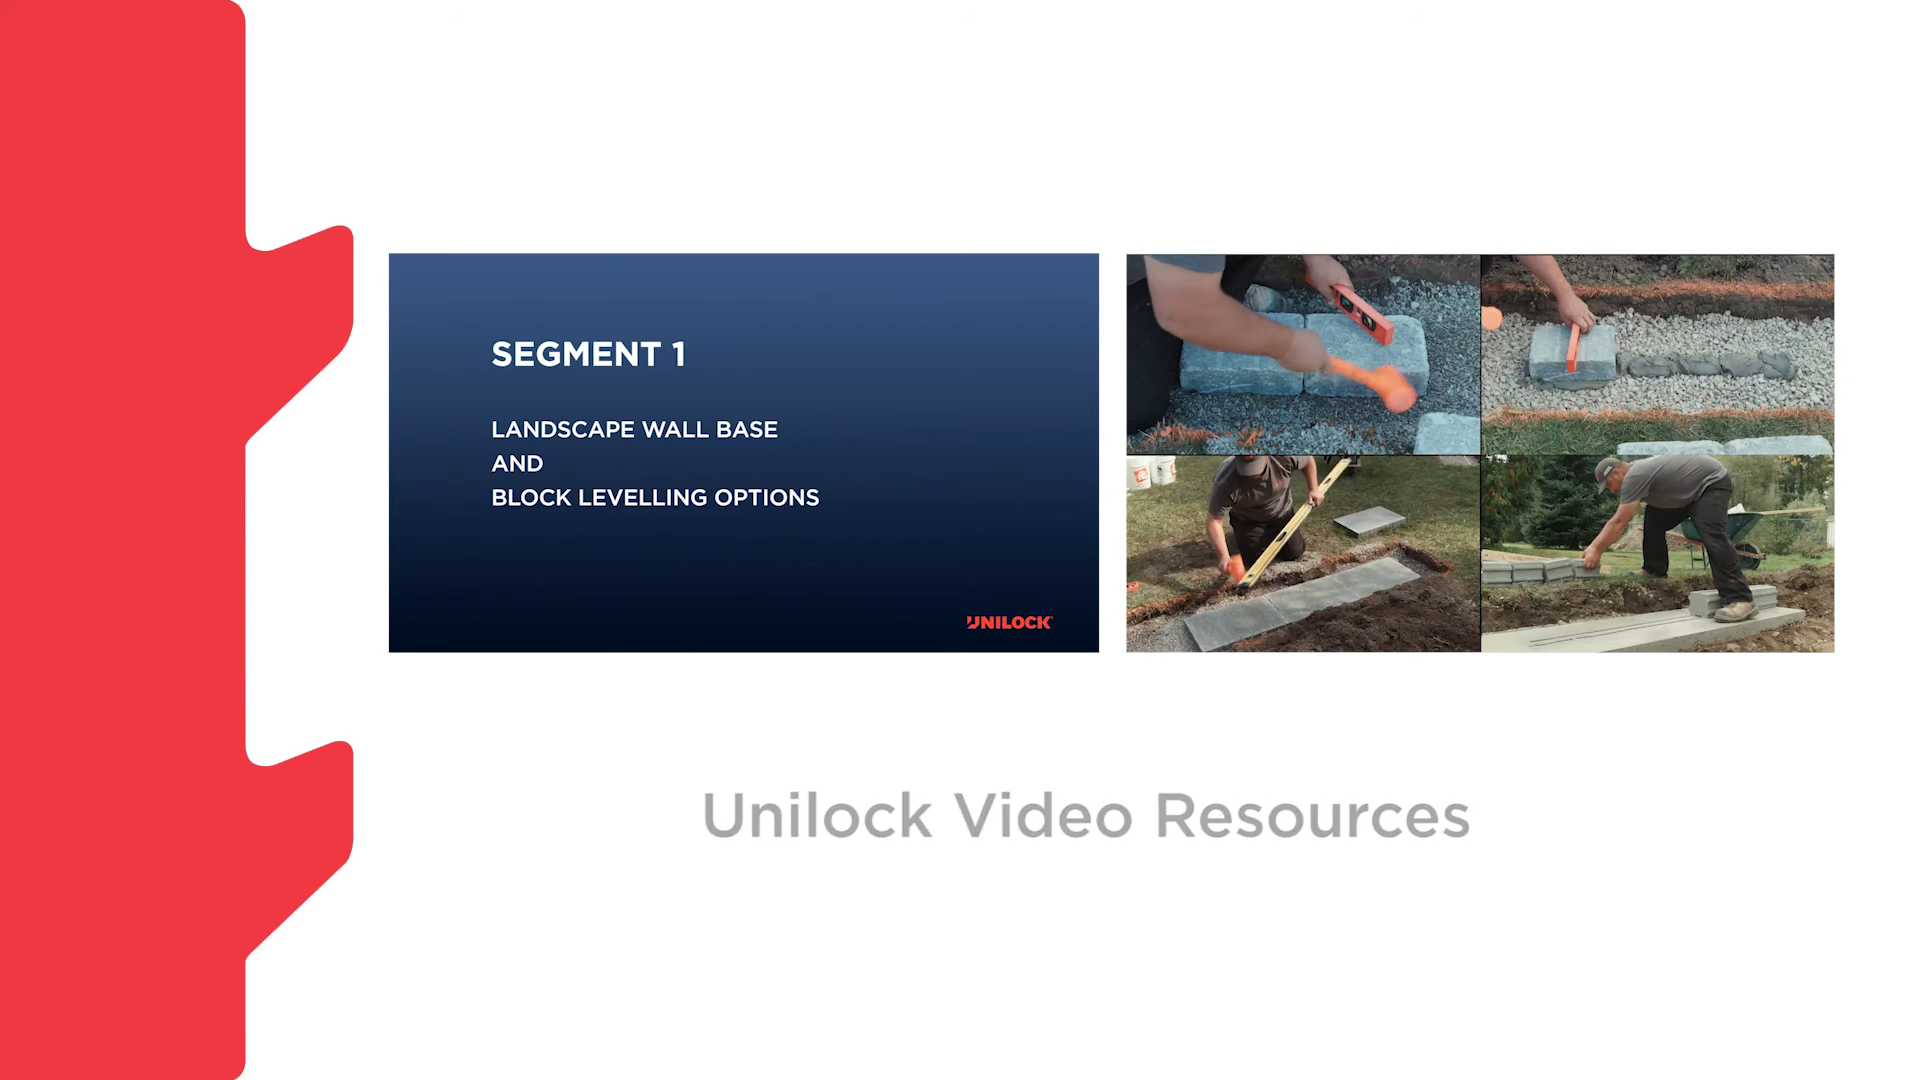 SEGMENT 1
LANDSCAPE WALL BASE
AND
BLOCK LEVELLING OPTIONS
UNILOCK
Unilock Video Resources